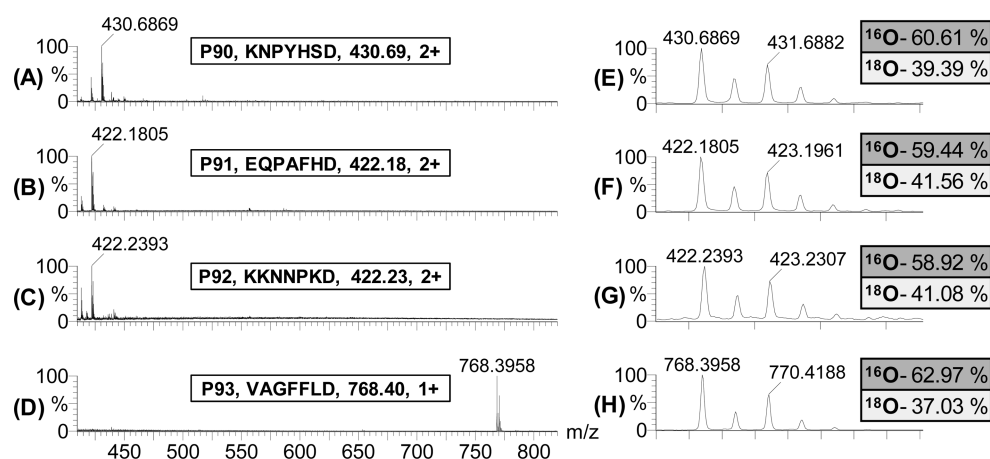 430.6869
(A)
100
%
0
P90, KNPYHSD, 430.69, 2+
422.1805
(B)
100
%
0
P91, EQPAFHD, 422.18, 2+
422.2393
(C)
100
%
0
P92, KKNNPKD, 422.23, 2+
768.3958
(D)
100
%
0
P93, VAGFFLD, 768.40, 1+
450 500 550 600 650 700 750 800
m/z
430.6869 431.6882
(E)
100
%
0
¹⁶O- 60.61 %
¹⁸O- 39.39 %
422.1805 423.1961
(F)
100
%
0
¹⁶O- 59.44 %
¹⁸O- 41.56 %
422.2393 423.2307
(G)
100
%
0
¹⁶O- 58.92 %
¹⁸O- 41.08 %
768.3958 770.4188
(H)
100
%
0
¹⁶O- 62.97 %
¹⁸O- 37.03 %